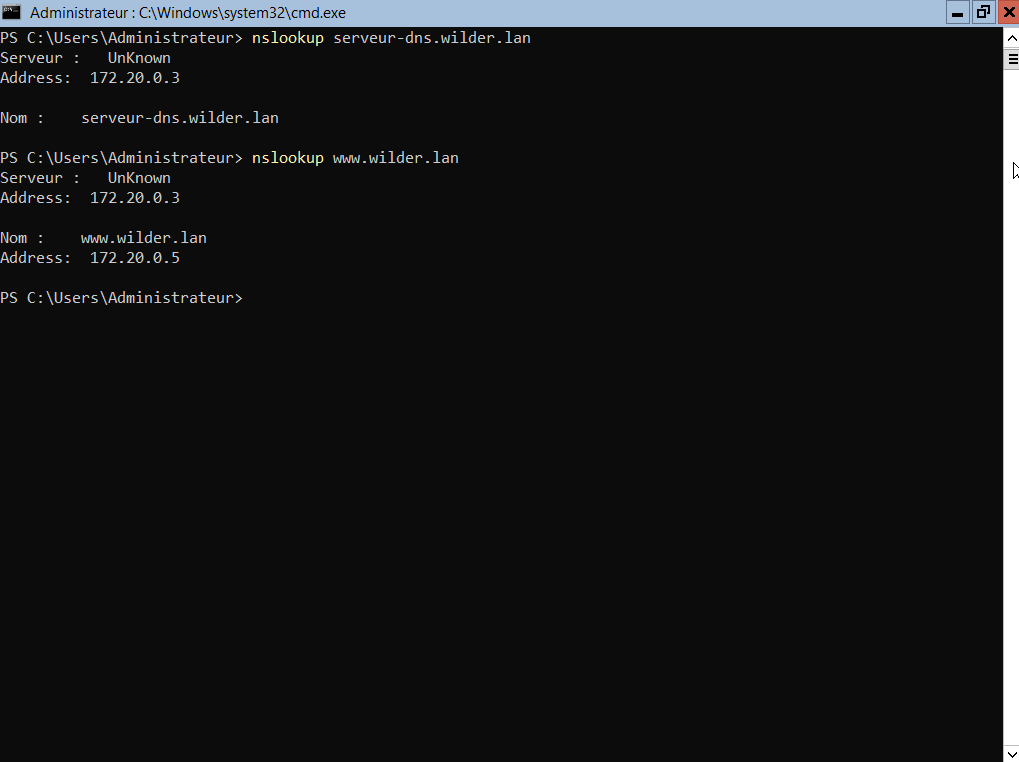 Administrateur : C:\Windows\system32\cmd.exe
PS C:\Users\Administrateur> nslookup serveur-dns.wilder.lan
Serveur :   UnKnown
Address:  172.20.0.3
Nom :    serveur-dns.wilder.lan
PS C:\Users\Administrateur> nslookup www.wilder.lan
Serveur :   UnKnown
Address:  172.20.0.3
Nom :    www.wilder.lan
Address:  172.20.0.5
PS C:\Users\Administrateur>